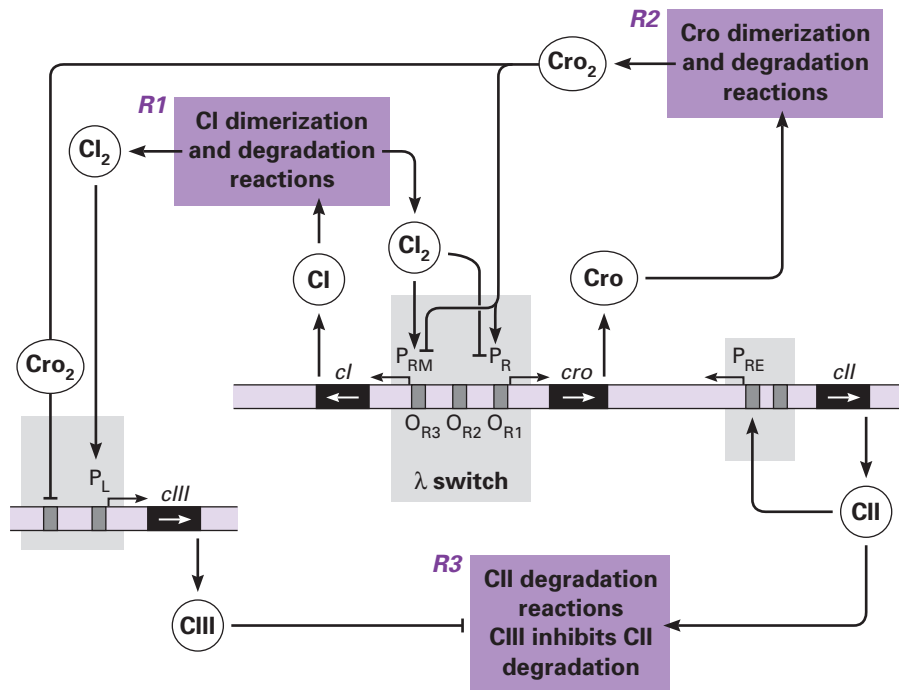 R2
Cro dimerization
and degradation
reactions
Cro₂
R1
CI dimerization
and degradation
reactions
CI₂
CI₂
CI
Cro
Cro₂
P_RM
P_R
P_RE
cI
cro
cII
O_R3
O_R2
O_R1
λ switch
P_L
cIII
CII
R3
CII degradation
reactions
CIII inhibits CII
degradation
CIII